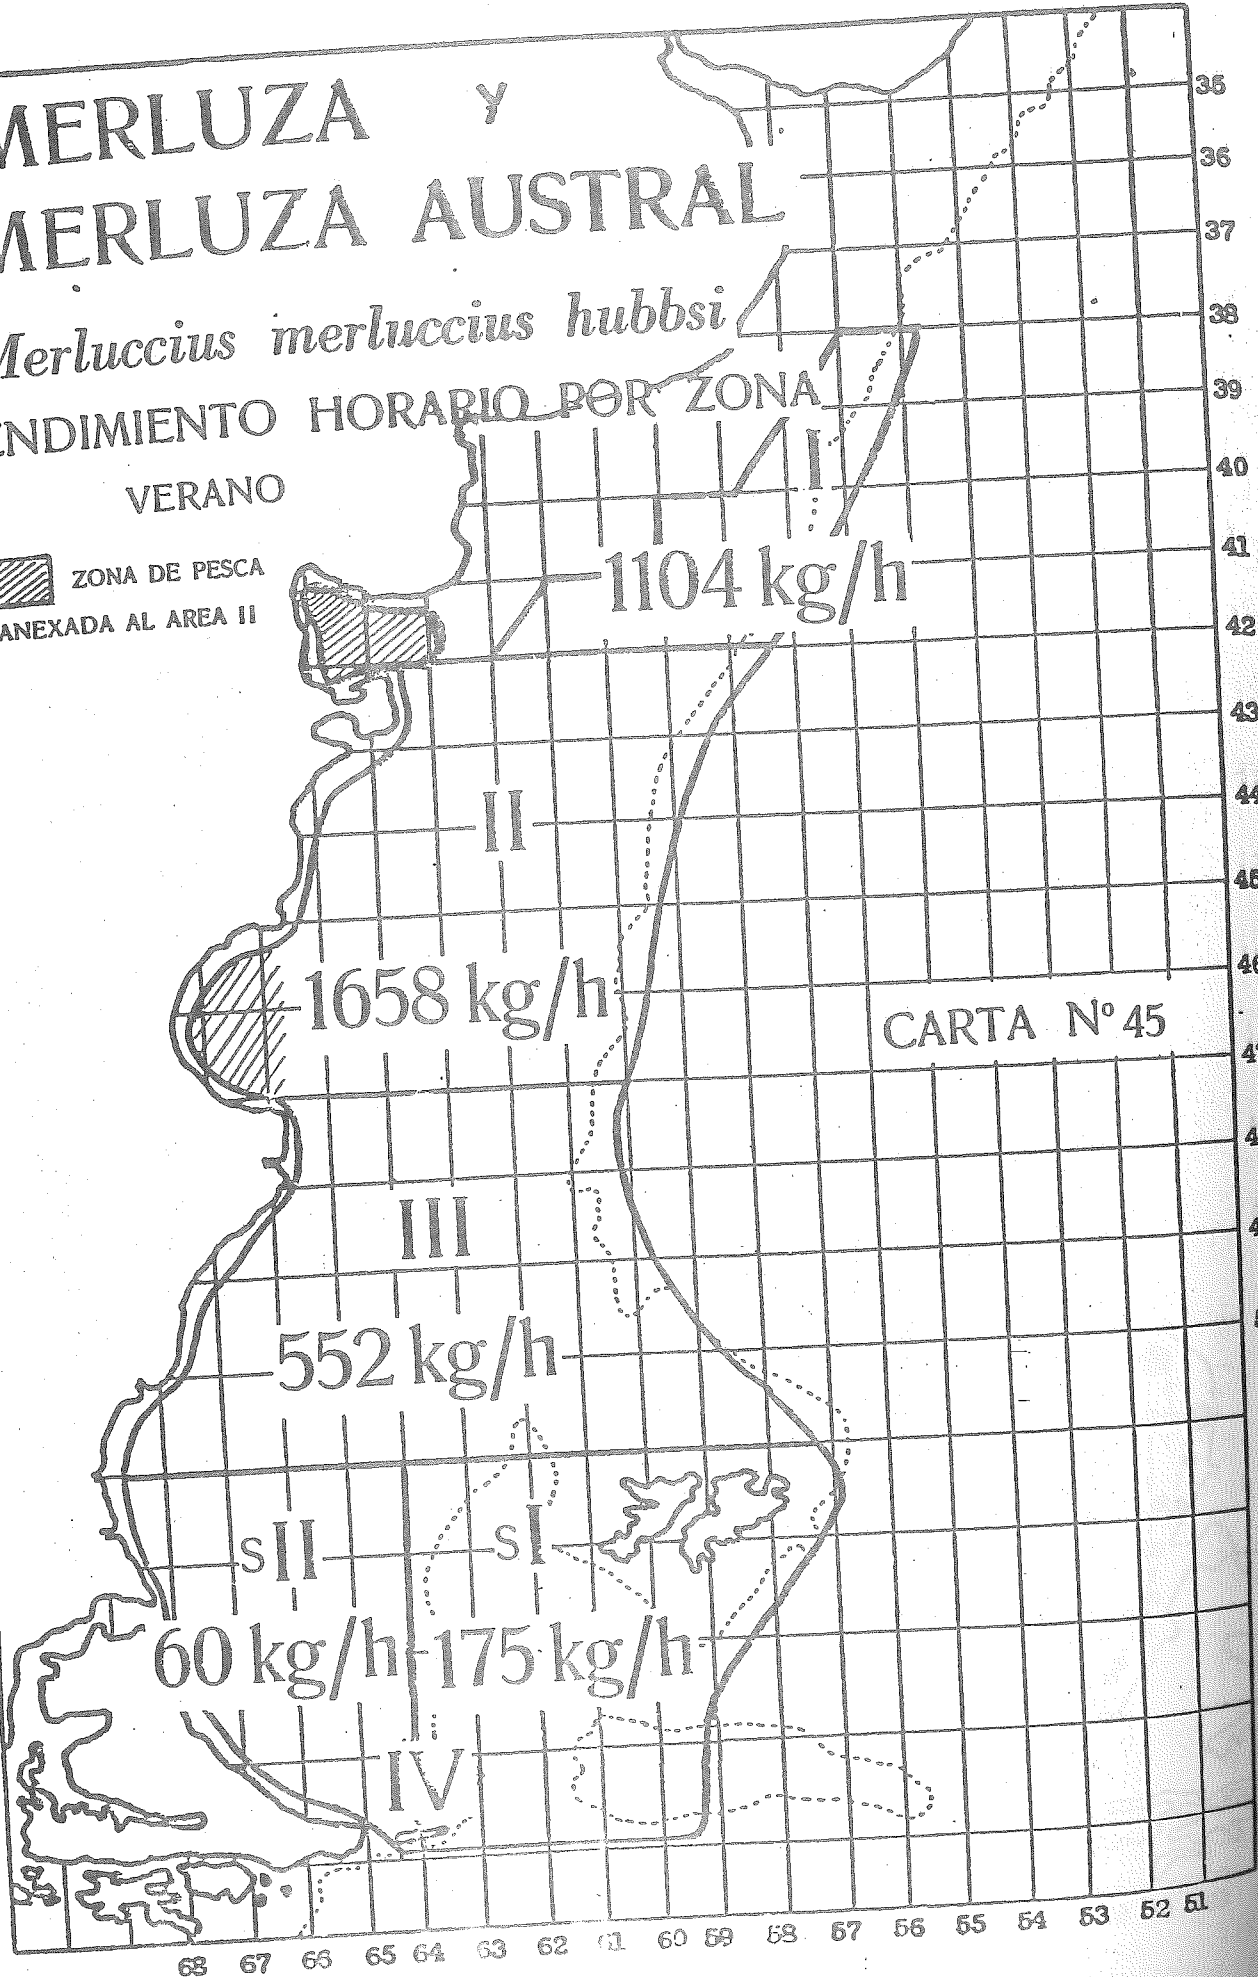 MERLUZA y
MERLUZA AUSTRAL
Merluccius merluccius hubbsi
ENDIMIENTO HORARIO POR ZONA
VERANO
ZONA DE PESCA
ANEXADA AL AREA II
35
36
37
38
39
40
41
42
43
44
45
46
I
1104 kg/h
II
1658 kg/h
CARTA Nº 45
III
552 kg/h
sII
sI
60 kg/h
175 kg/h
IV
68 67 66 65 64 63 62 61 60 59 58 57 56 55 54 53 52 51